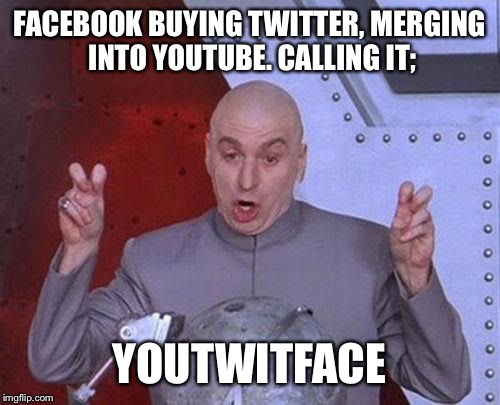 FACEBOOK BUYING TWITTER, MERGING
INTO YOUTUBE. CALLING IT;
YOUTWITFACE
imgflip.com